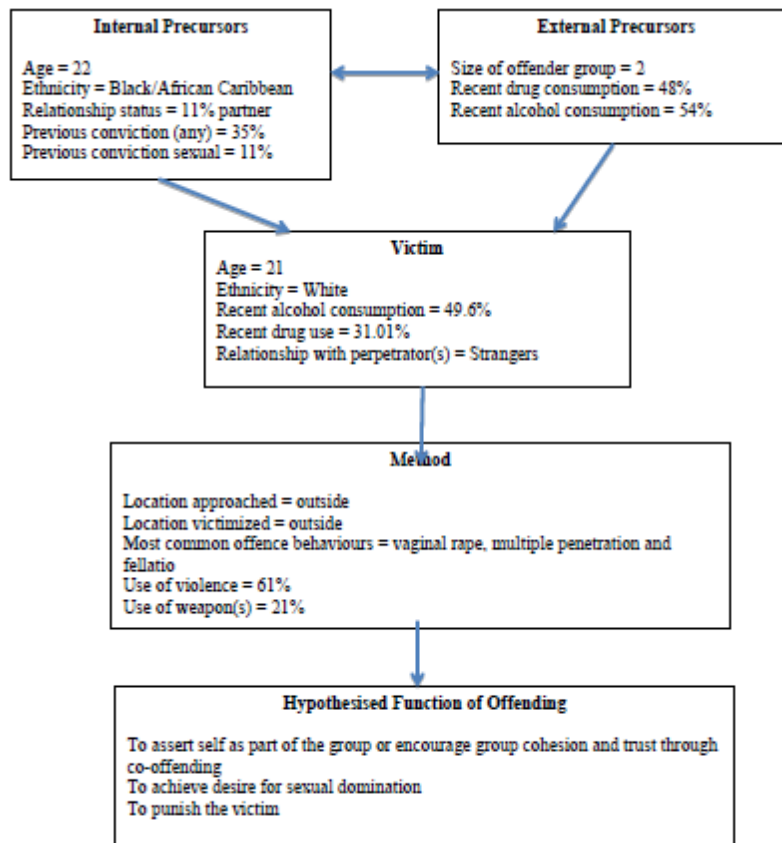 Internal Precursors
Age = 22
Ethnicity = Black/African Caribbean
Relationship status = 11% partner
Previous conviction (any) = 35%
Previous conviction sexual = 11%
External Precursors
Size of offender group = 2
Recent drug consumption = 48%
Recent alcohol consumption = 54%
Victim
Age = 21
Ethnicity = White
Recent alcohol consumption = 49.6%
Recent drug use = 31.01%
Relationship with perpetrator(s) = Strangers
Method
Location approached = outside
Location victimized = outside
Most common offence behaviours = vaginal rape, multiple penetration and
fellatio
Use of violence = 61%
Use of weapon(s) = 21%
Hypothesised Function of Offending
To assert self as part of the group or encourage group cohesion and trust through
co-offending
To achieve desire for sexual domination
To punish the victim